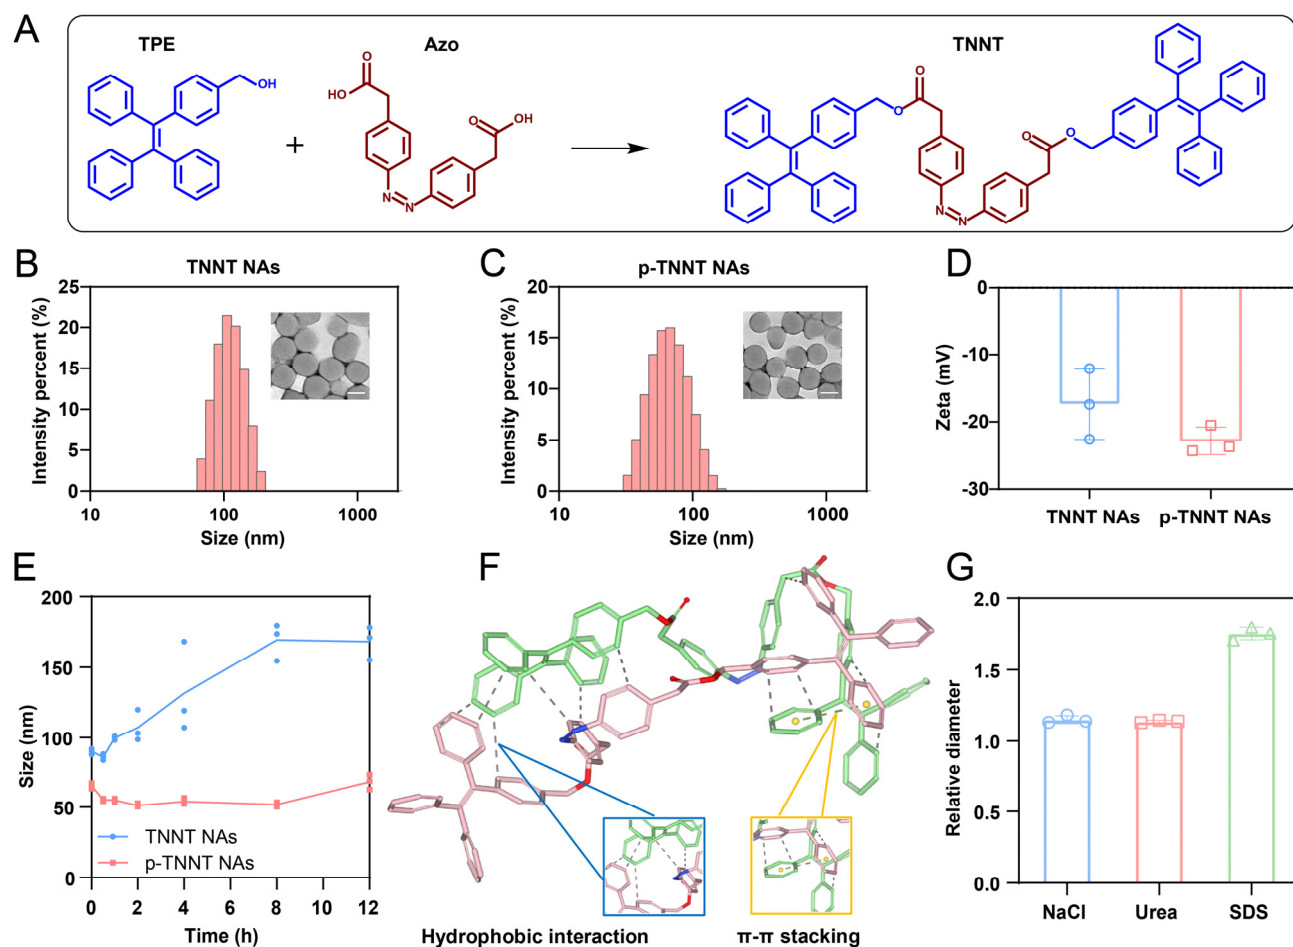 A
TPE
Azo
TNNT
OH
O
HO
O
OH
N=N
+
O
O
O
O
N=N
B
TNNT NAs
Intensity percent (%)
25
20
15
10
5
0
10
100
1000
Size (nm)
C
p-TNNT NAs
Intensity percent (%)
20
15
10
5
0
10
100
1000
Size (nm)
D
Zeta (mV)
0
-10
-20
-30
TNNT NAs
p-TNNT NAs
E
Size (nm)
200
150
100
50
0
TNNT NAs
p-TNNT NAs
0
2
4
6
8
10
12
Time (h)
F
Hydrophobic interaction
π-π stacking
G
Relative diameter
2.0
1.5
1.0
0.5
0.0
NaCl
Urea
SDS